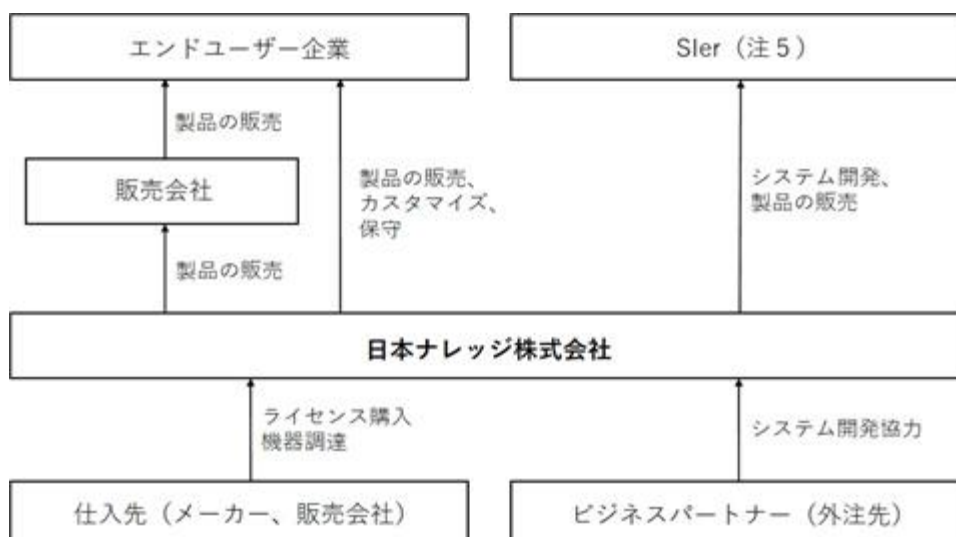 エンドユーザー企業
SIer（注５）
製品の販売
販売会社
製品の販売、
カスタマイズ、
保守
システム開発、
製品の販売
製品の販売
日本ナレッジ株式会社
ライセンス購入
機器調達
システム開発協力
仕入先（メーカー、販売会社）
ビジネスパートナー（外注先）